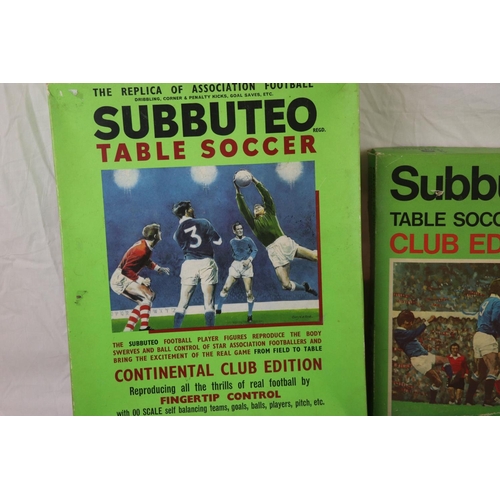 THE REPLICA OF ASSOCIATION FOOTBALL
DRIBBLING, CORNER & PENALTY KICKS, GOAL SAVES, ETC.
SUBBUTEO REGD.
TABLE SOCCER
3
THE SUBBUTEO FOOTBALL PLAYER FIGURES REPRODUCE THE BODY
SWERVES AND BALL CONTROL OF STAR ASSOCIATION FOOTBALLERS AND
BRING THE EXCITEMENT OF THE REAL GAME FROM FIELD TO TABLE
CONTINENTAL CLUB EDITION
Reproducing all the thrills of real football by
FINGERTIP CONTROL
with OO SCALE self balancing teams, goals, balls, players, pitch, etc.
Subbu
TABLE SOCC
CLUB ED